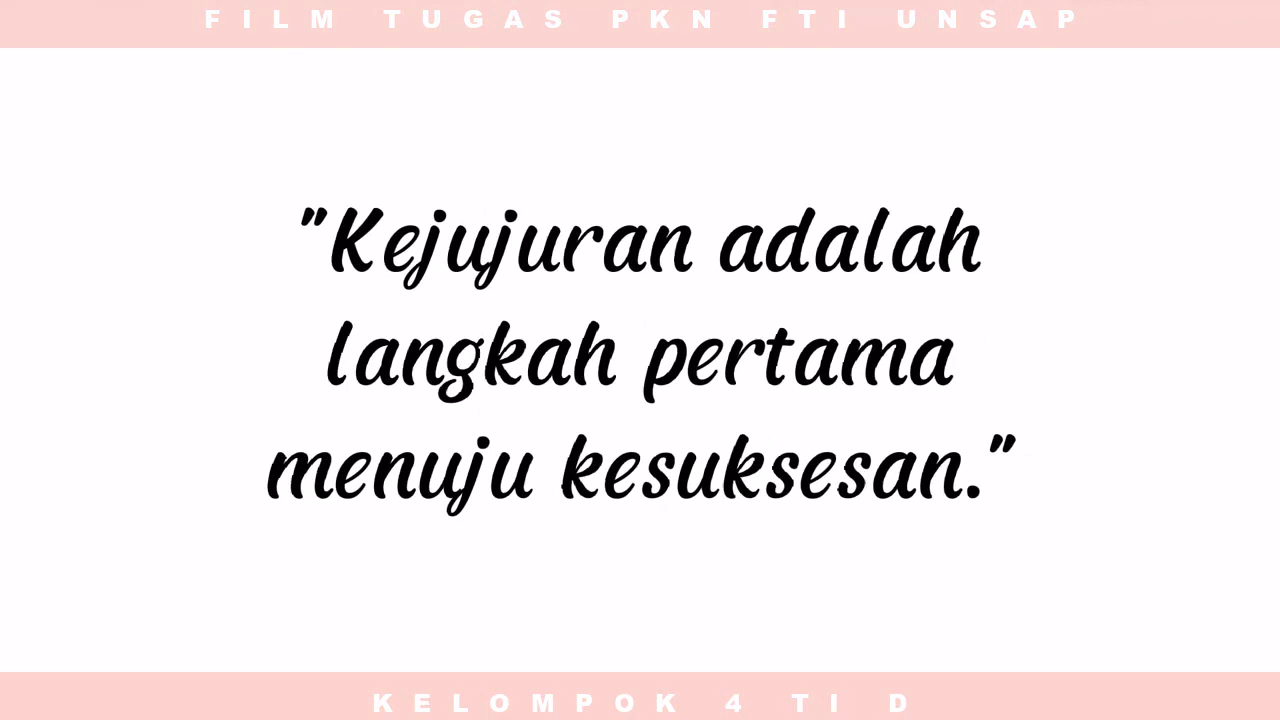 FILM TUGAS PKN FTI UNSAP
"Kejujuran adalah
langkah pertama
menuju kesuksesan."
KELOMPOK 4 TI D